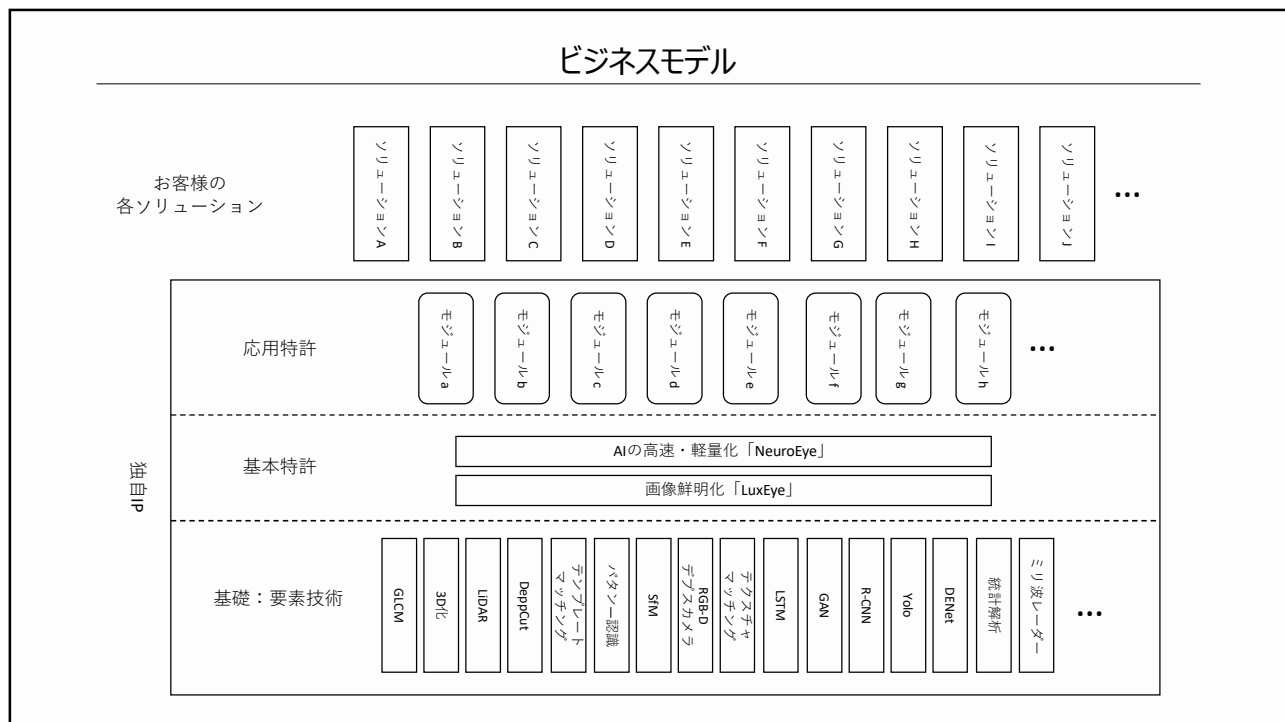 ビジネスモデル
お客様の
各ソリューション
ソリューションA
ソリューションB
ソリューションC
ソリューションD
ソリューションE
ソリューションF
ソリューションG
ソリューションH
ソリューションI
ソリューションJ
…
独自IP
応用特許
モジュールa
モジュールb
モジュールc
モジュールd
モジュールe
モジュールf
モジュールg
モジュールh
…
基本特許
AIの高速・軽量化「NeuroEye」
画像鮮明化「LuxEye」
基礎：要素技術
GLCM
3D化
LiDAR
DeppCut
テンプレート
マッチング
パタンー認識
SfM
RGB-D
デプスカメラ
テクスチャ
マッチング
LSTM
GAN
R-CNN
Yolo
DENet
統計解析
ミリ波レーダー
…